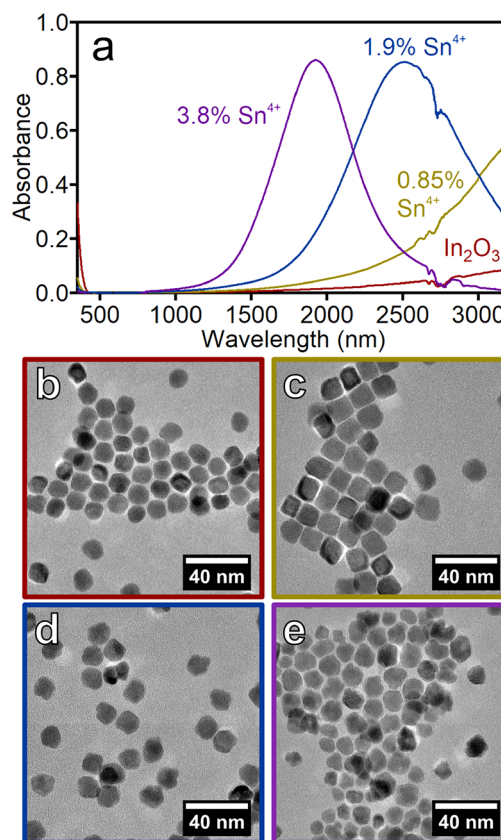 a
1.0
0.8
0.6
0.4
0.2
0.0
Absorbance
3.8% Sn⁴⁺
1.9% Sn⁴⁺
0.85%
Sn⁴⁺
In₂O₃
500 1000 1500 2000 2500 3000
Wavelength (nm)
b
40 nm
c
40 nm
d
40 nm
e
40 nm